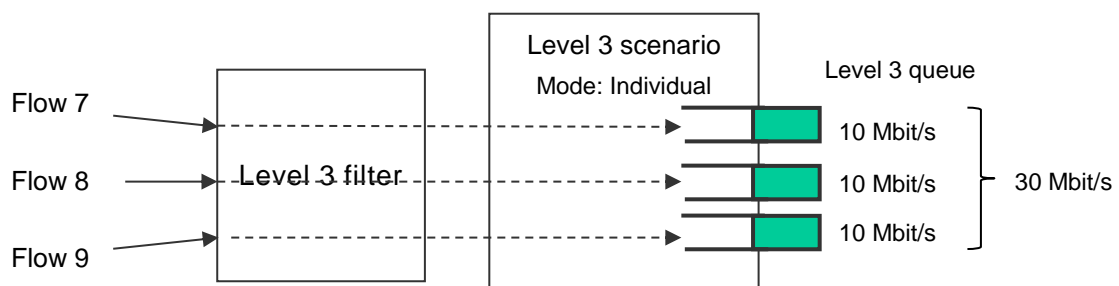 Level 3 scenario
Mode: Individual
Level 3 queue
Flow 7
10 Mbit/s
Level 3 filter
Flow 8
10 Mbit/s
30 Mbit/s
Flow 9
10 Mbit/s